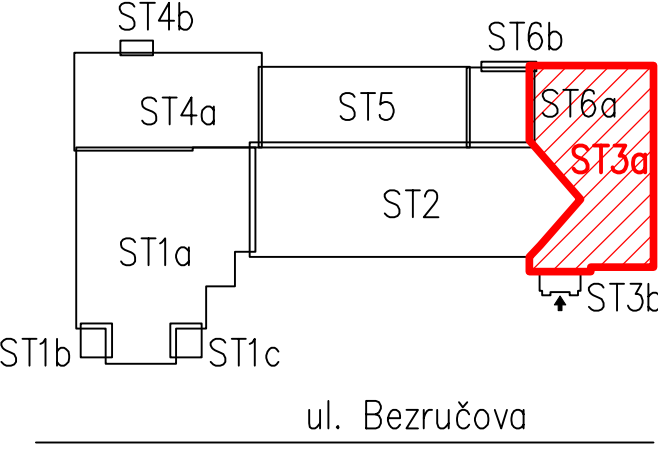 ST4b
ST6b
ST4a
ST5
ST6a
ST3a
ST2
ST1a
ST3b
ST1b
ST1c
ul. Bezručova